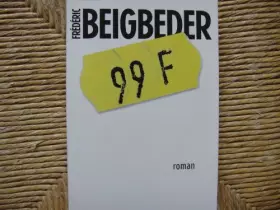 FRÉDÉRIC
BEIGBEDER
99 F
roman